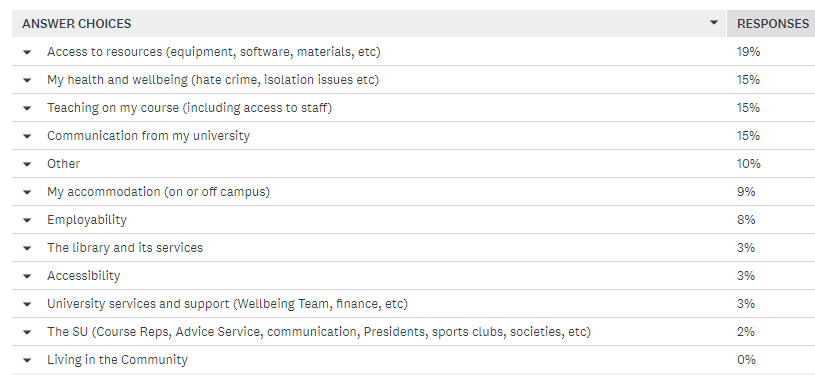 ANSWER CHOICES RESPONSES
Access to resources (equipment, software, materials, etc) 19%
My health and wellbeing (hate crime, isolation issues etc) 15%
Teaching on my course (including access to staff) 15%
Communication from my university 15%
Other 10%
My accommodation (on or off campus) 9%
Employability 8%
The library and its services 3%
Accessibility 3%
University services and support (Wellbeing Team, finance, etc) 3%
The SU (Course Reps, Advice Service, communication, Presidents, sports clubs, societies, etc) 2%
Living in the Community 0%